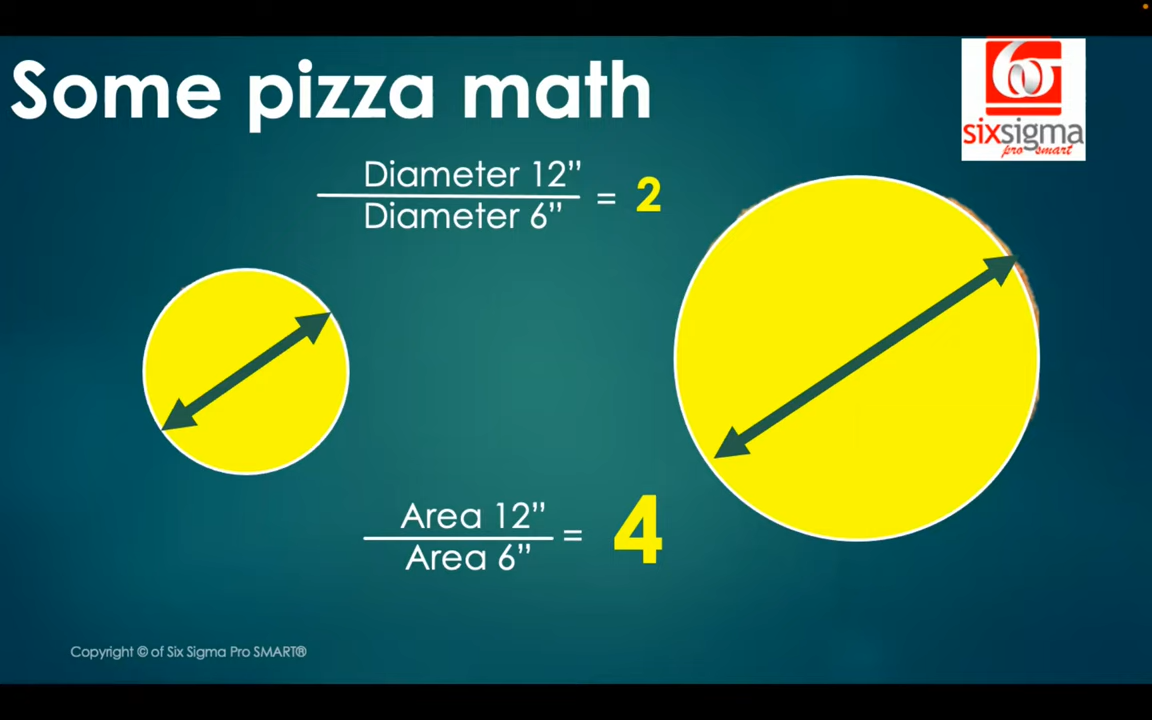 Some pizza math
sixsigma
pro smart
Diameter 12”
Diameter 6”
= 2
Area 12”
Area 6”
= 4
Copyright © of Six Sigma Pro SMART®